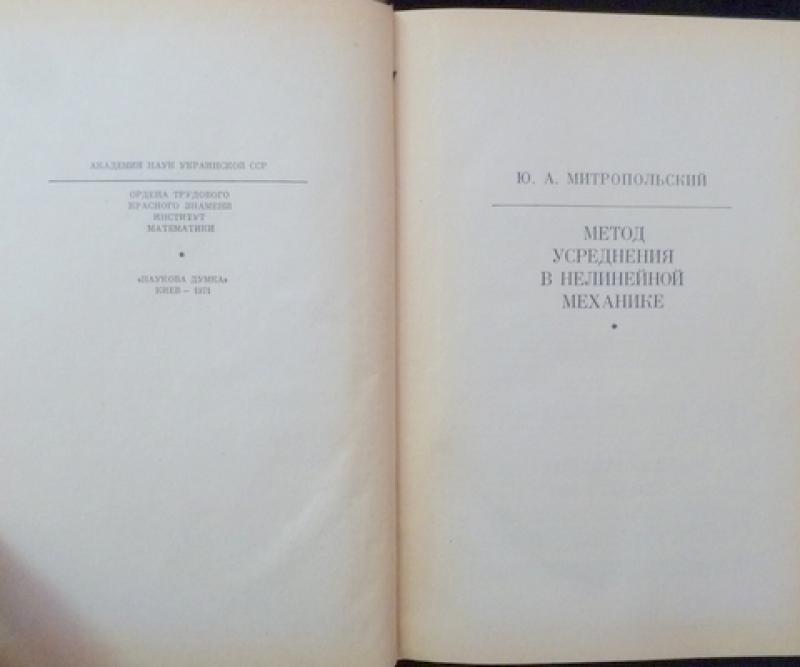 АКАДЕМИЯ НАУК УКРАИНСКОЙ ССР
ОРДЕНА ТРУДОВОГО
КРАСНОГО ЗНАМЕНИ
ИНСТИТУТ
МАТЕМАТИКИ
«НАУКОВА ДУМКА»
КИЕВ — 1971
Ю. А. МИТРОПОЛЬСКИЙ
МЕТОД
УСРЕДНЕНИЯ
В НЕЛИНЕЙНОЙ
МЕХАНИКЕ